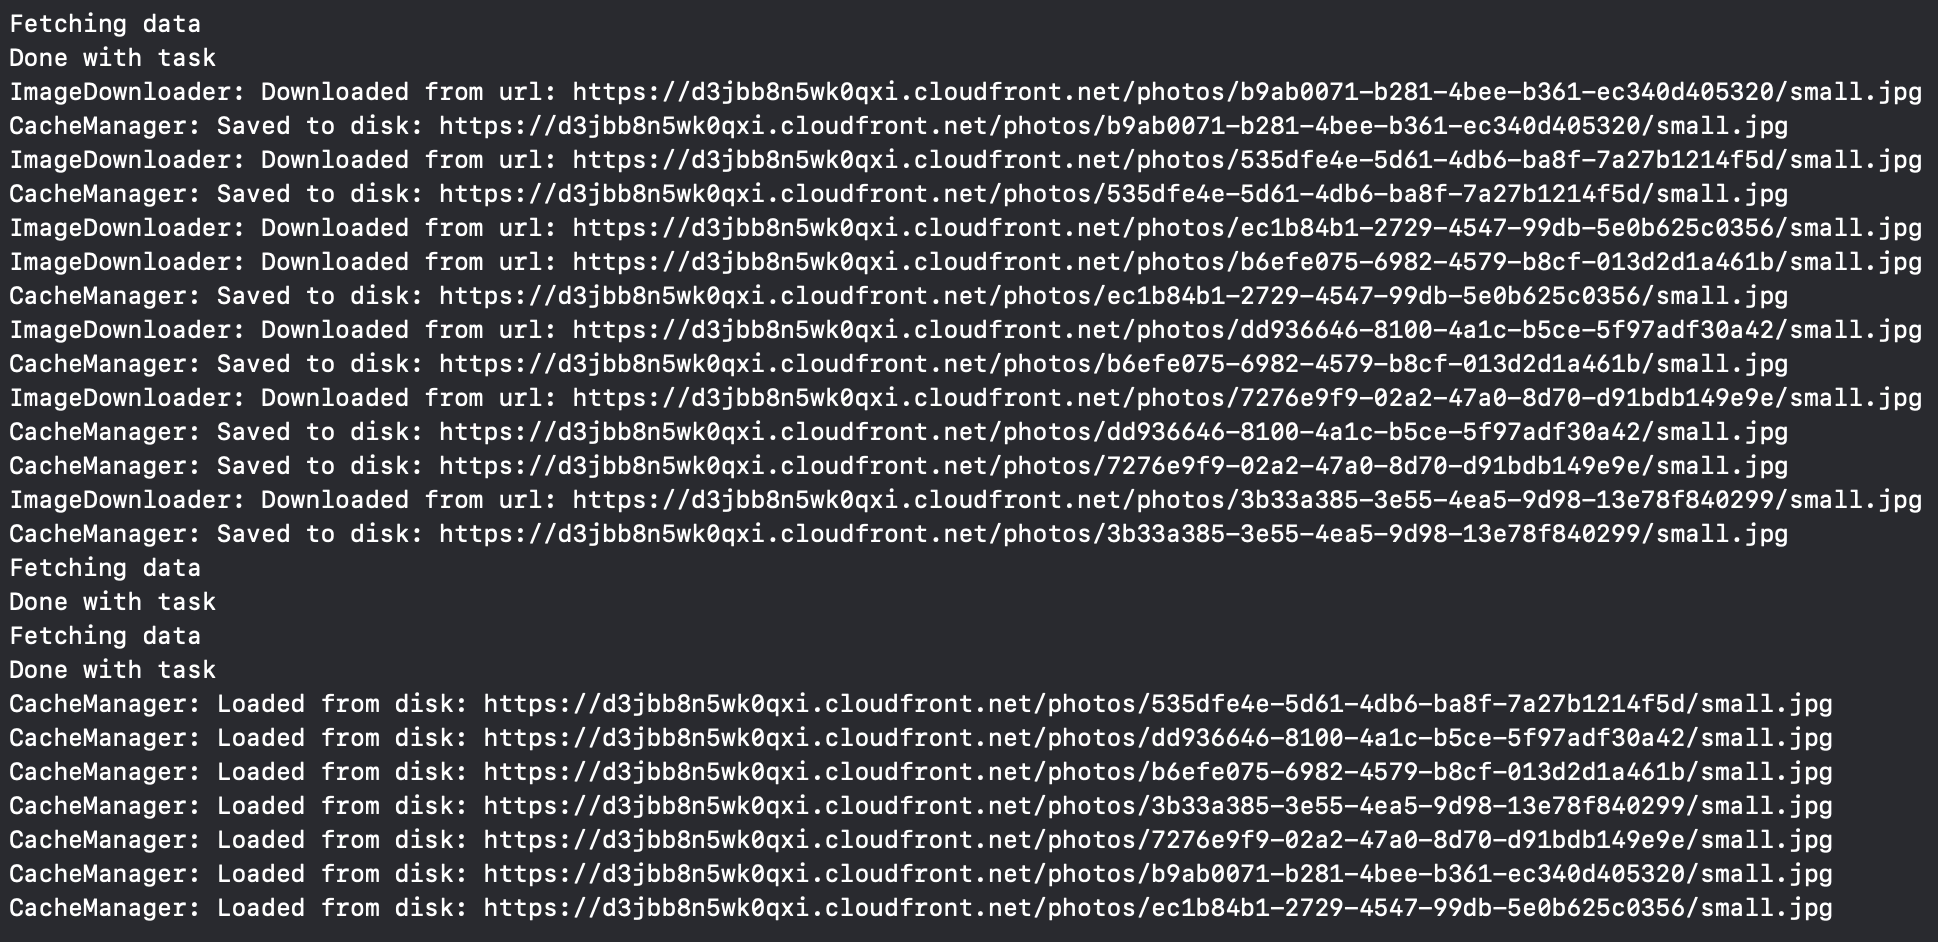 Fetching data
Done with task
ImageDownloader: Downloaded from url: https://d3jbb8n5wk0qxi.cloudfront.net/photos/b9ab0071-b281-4bee-b361-ec340d405320/small.jpg
CacheManager: Saved to disk: https://d3jbb8n5wk0qxi.cloudfront.net/photos/b9ab0071-b281-4bee-b361-ec340d405320/small.jpg
ImageDownloader: Downloaded from url: https://d3jbb8n5wk0qxi.cloudfront.net/photos/535dfe4e-5d61-4db6-ba8f-7a27b1214f5d/small.jpg
CacheManager: Saved to disk: https://d3jbb8n5wk0qxi.cloudfront.net/photos/535dfe4e-5d61-4db6-ba8f-7a27b1214f5d/small.jpg
ImageDownloader: Downloaded from url: https://d3jbb8n5wk0qxi.cloudfront.net/photos/ec1b84b1-2729-4547-99db-5e0b625c0356/small.jpg
ImageDownloader: Downloaded from url: https://d3jbb8n5wk0qxi.cloudfront.net/photos/b6efe075-6982-4579-b8cf-013d2d1a461b/small.jpg
CacheManager: Saved to disk: https://d3jbb8n5wk0qxi.cloudfront.net/photos/ec1b84b1-2729-4547-99db-5e0b625c0356/small.jpg
ImageDownloader: Downloaded from url: https://d3jbb8n5wk0qxi.cloudfront.net/photos/dd936646-8100-4a1c-b5ce-5f97adf30a42/small.jpg
CacheManager: Saved to disk: https://d3jbb8n5wk0qxi.cloudfront.net/photos/b6efe075-6982-4579-b8cf-013d2d1a461b/small.jpg
ImageDownloader: Downloaded from url: https://d3jbb8n5wk0qxi.cloudfront.net/photos/7276e9f9-02a2-47a0-8d70-d91bdb149e9e/small.jpg
CacheManager: Saved to disk: https://d3jbb8n5wk0qxi.cloudfront.net/photos/dd936646-8100-4a1c-b5ce-5f97adf30a42/small.jpg
CacheManager: Saved to disk: https://d3jbb8n5wk0qxi.cloudfront.net/photos/7276e9f9-02a2-47a0-8d70-d91bdb149e9e/small.jpg
ImageDownloader: Downloaded from url: https://d3jbb8n5wk0qxi.cloudfront.net/photos/3b33a385-3e55-4ea5-9d98-13e78f840299/small.jpg
CacheManager: Saved to disk: https://d3jbb8n5wk0qxi.cloudfront.net/photos/3b33a385-3e55-4ea5-9d98-13e78f840299/small.jpg
Fetching data
Done with task
Fetching data
Done with task
CacheManager: Loaded from disk: https://d3jbb8n5wk0qxi.cloudfront.net/photos/535dfe4e-5d61-4db6-ba8f-7a27b1214f5d/small.jpg
CacheManager: Loaded from disk: https://d3jbb8n5wk0qxi.cloudfront.net/photos/dd936646-8100-4a1c-b5ce-5f97adf30a42/small.jpg
CacheManager: Loaded from disk: https://d3jbb8n5wk0qxi.cloudfront.net/photos/b6efe075-6982-4579-b8cf-013d2d1a461b/small.jpg
CacheManager: Loaded from disk: https://d3jbb8n5wk0qxi.cloudfront.net/photos/3b33a385-3e55-4ea5-9d98-13e78f840299/small.jpg
CacheManager: Loaded from disk: https://d3jbb8n5wk0qxi.cloudfront.net/photos/7276e9f9-02a2-47a0-8d70-d91bdb149e9e/small.jpg
CacheManager: Loaded from disk: https://d3jbb8n5wk0qxi.cloudfront.net/photos/b9ab0071-b281-4bee-b361-ec340d405320/small.jpg
CacheManager: Loaded from disk: https://d3jbb8n5wk0qxi.cloudfront.net/photos/ec1b84b1-2729-4547-99db-5e0b625c0356/small.jpg